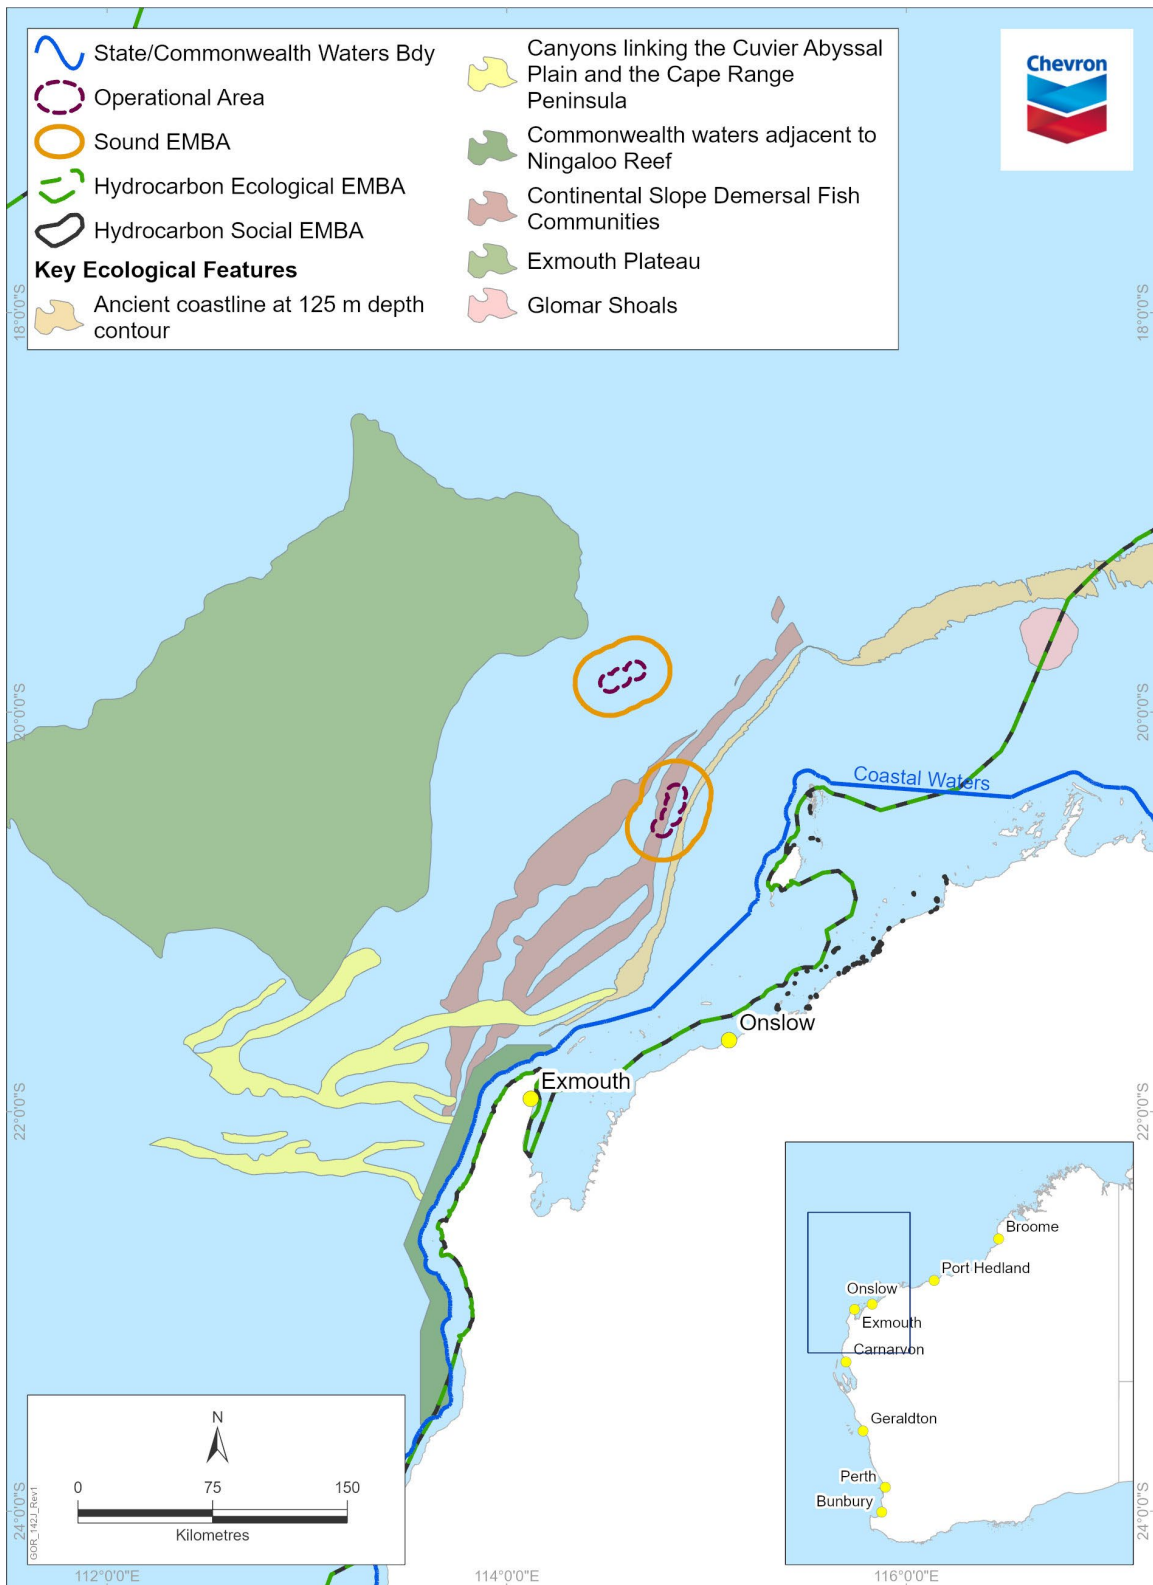 State/Commonwealth Waters Bdy
Operational Area
Sound EMBA
Hydrocarbon Ecological EMBA
Hydrocarbon Social EMBA
Key Ecological Features
Ancient coastline at 125 m depth
contour
Canyons linking the Cuvier Abyssal
Plain and the Cape Range
Peninsula
Commonwealth waters adjacent to
Ningaloo Reef
Continental Slope Demersal Fish
Communities
Exmouth Plateau
Glomar Shoals
Chevron
18°0'0"S
18°0'0"S
20°0'0"S
20°0'0"S
Coastal Waters
Onslow
Exmouth
22°0'0"S
22°0'0"S
Broome
Port Hedland
Onslow
Exmouth
Carnarvon
Geraldton
Perth
Bunbury
N
0 75 150
Kilometres
GOR_142J_Rev1
24°0'0"S
24°0'0"S
112°0'0"E
114°0'0"E
116°0'0"E